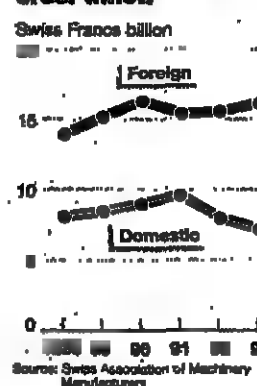 Swiss Francs billion
Foreign
15
10
Domestic
0
90 91
Source: Swiss Association of Machinery
Manufacturers